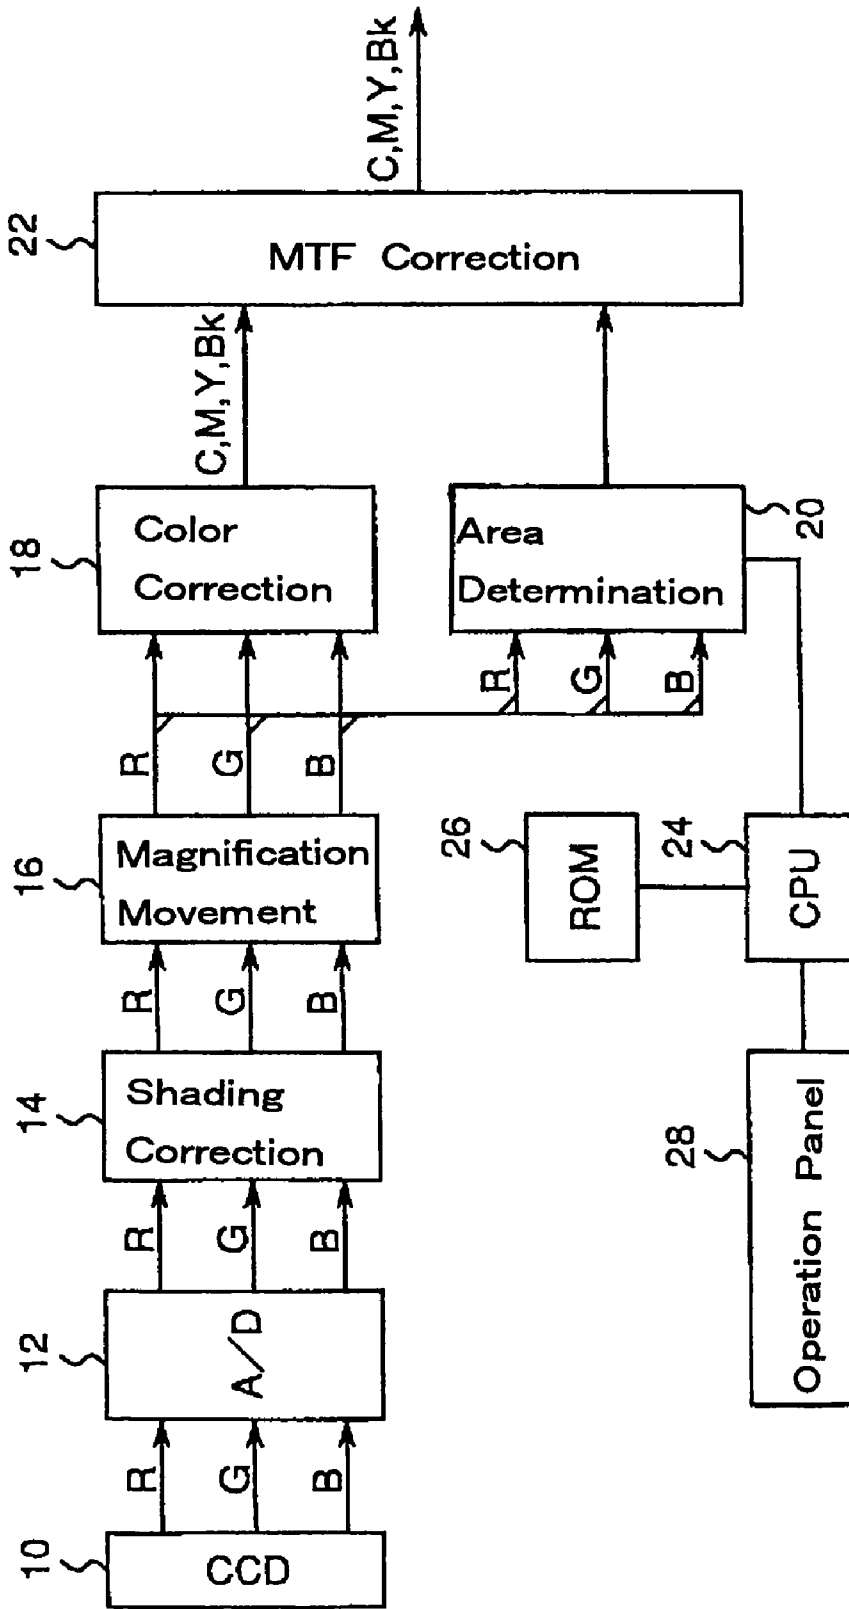 10
CCD
R
G
B
12
A/D
R
G
B
14
Shading
Correction
R
G
B
16
Magnification
Movement
R
G
B
18
Color
Correction
C,M,Y,Bk
22
MTF Correction
C,M,Y,Bk
R
G
B
Area
Determination
20
26
ROM
24
CPU
28
Operation Panel